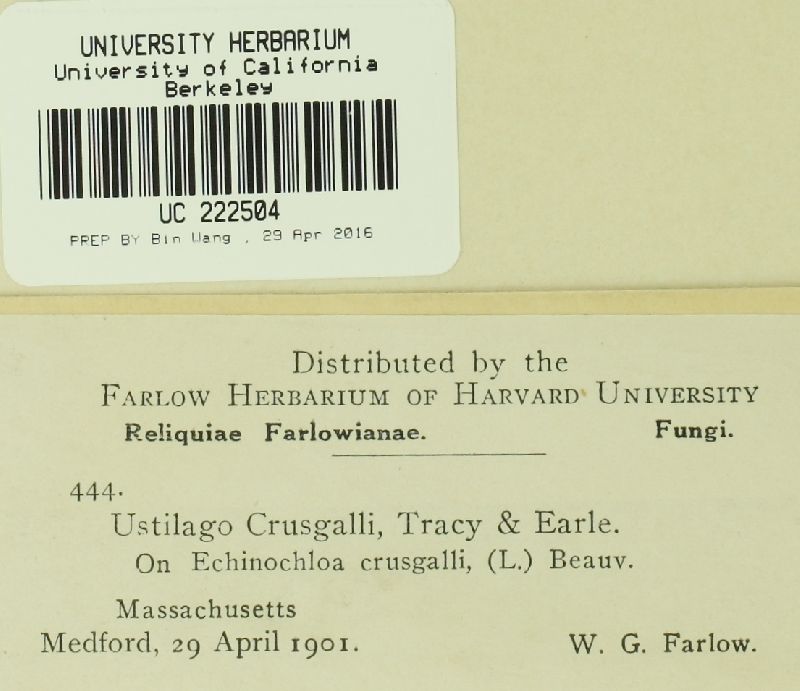 UNIVERSITY HERBARIUM
University of California
Berkeley
UC 222504
PREP BY Bin Wang , 29 Apr 2016
Distributed by the
FARLOW HERBARIUM OF HARVARD UNIVERSITY
Reliquiae Farlowianae. Fungi.
444.
Ustilago Crusgalli, Tracy & Earle.
On Echinochloa crusgalli, (L.) Beauv.
Massachusetts
Medford, 29 April 1901. W. G. Farlow.